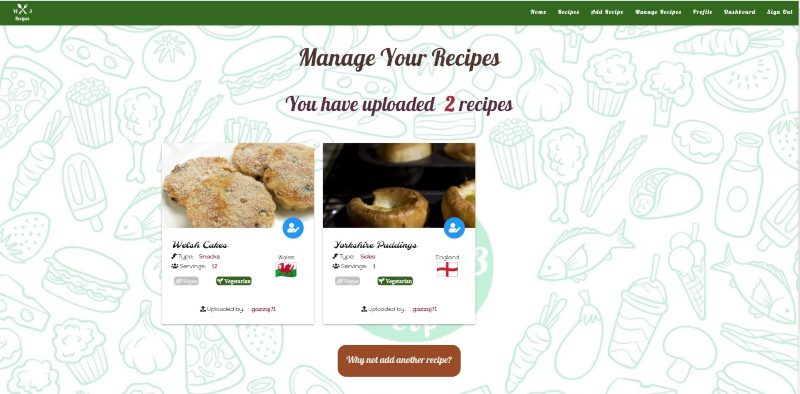 W 3
Recipes
Home Recipes Add Recipe Manage Recipes Profile Dashboard Sign Out
Manage Your Recipes
You have uploaded 2 recipes
Welsh Cakes
Type: Snacks
Servings: 12
Wales
Vegan Vegetarian
Uploaded by: gazzaj71
Yorkshire Puddings
Type: Sides
Servings: 1
England
Vegan Vegetarian
Uploaded by: gazzaj71
3
Why not add another recipe?